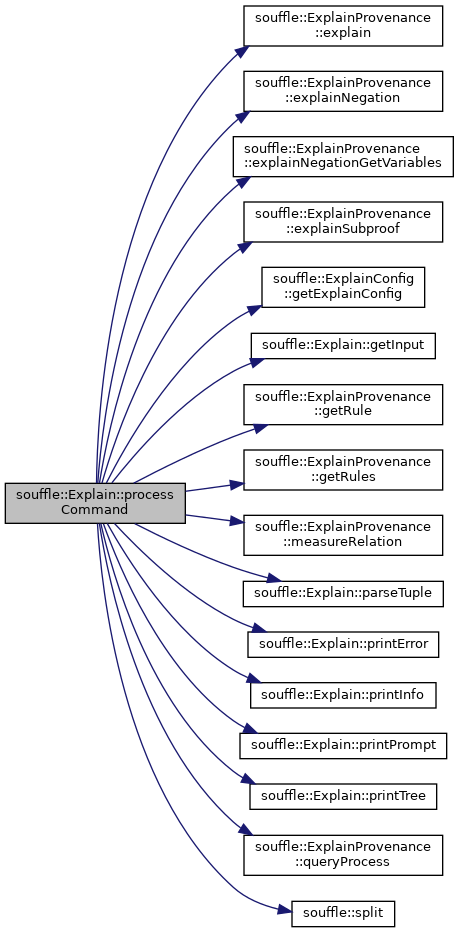 souffle::ExplainProvenance
::explain
souffle::ExplainProvenance
::explainNegation
souffle::ExplainProvenance
::explainNegationGetVariables
souffle::ExplainProvenance
::explainSubproof
souffle::ExplainConfig
::getExplainConfig
souffle::Explain::getInput
souffle::ExplainProvenance
::getRule
souffle::ExplainProvenance
::getRules
souffle::Explain::process
Command
souffle::ExplainProvenance
::measureRelation
souffle::Explain::parseTuple
souffle::Explain::printError
souffle::Explain::printInfo
souffle::Explain::printPrompt
souffle::Explain::printTree
souffle::ExplainProvenance
::queryProcess
souffle::split